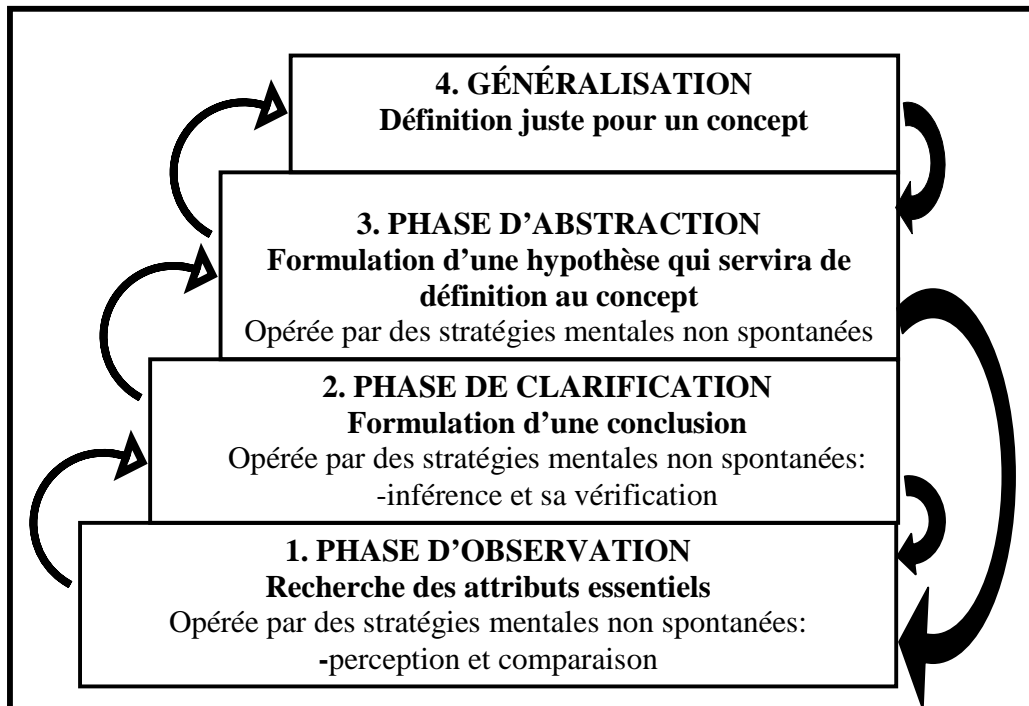 4. GÉNÉRALISATION
Définition juste pour un concept
3. PHASE D’ABSTRACTION
Formulation d’une hypothèse qui servira de
définition au concept
Opérée par des stratégies mentales non spontanées
2. PHASE DE CLARIFICATION
Formulation d’une conclusion
Opérée par des stratégies mentales non spontanées:
-inférence et sa vérification
1. PHASE D’OBSERVATION
Recherche des attributs essentiels
Opérée par des stratégies mentales non spontanées:
-perception et comparaison